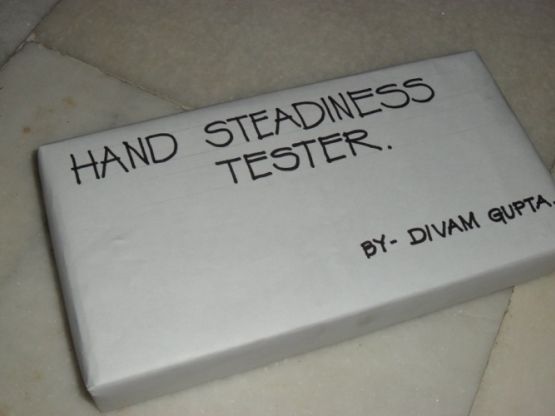 HAND STEADINESS
TESTER.
BY- DIVAM GUPTA.